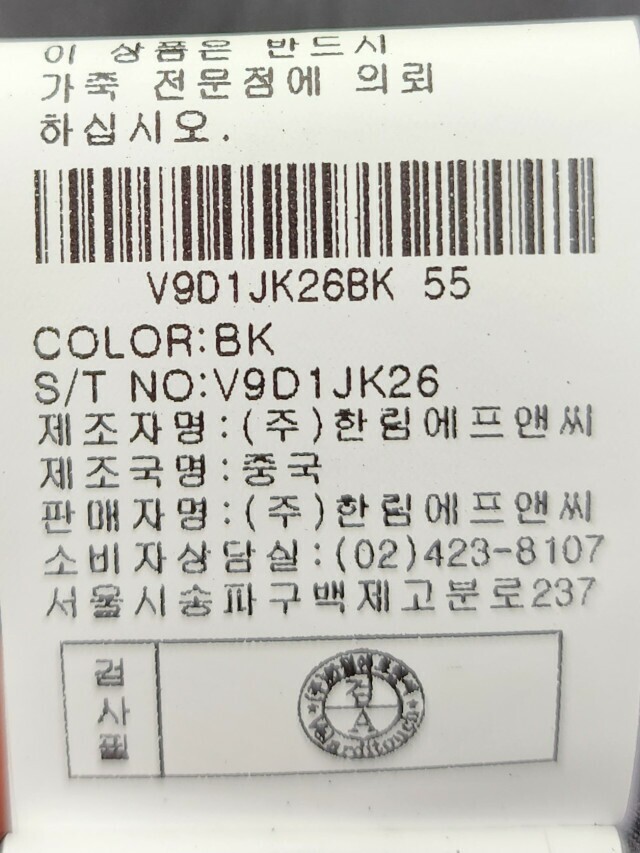 이 상품은 반드시
가죽 전문점에 의뢰
하십시오.
V9D1JK26BK 55
COLOR:BK
S/T NO:V9D1JK26
제조자명:(주)한림에프앤씨
제조국명:중국
판매자명:(주)한림에프앤씨
소비자상담실:(02)423-8107
서울시송파구백제고분로237
검사필
검
A